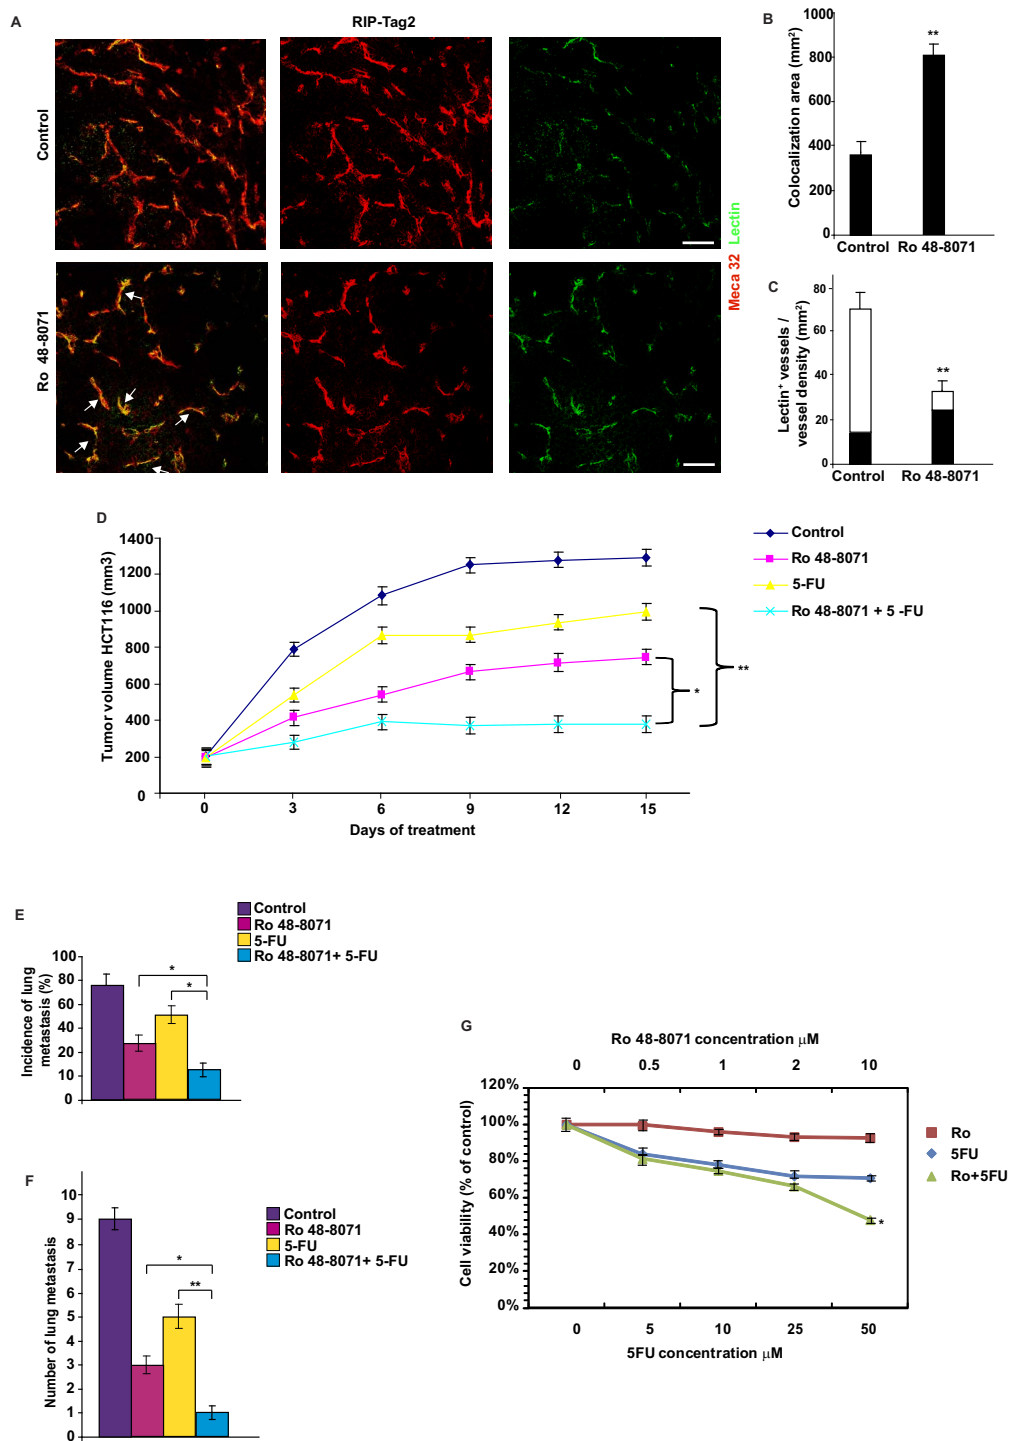 A
RIP-Tag2
Control
Ro 48-8071
Meca 32 Lectin
B
Colocalization area (mm²)
1000
800
600
400
200
0
**
Control Ro 48-8071
C
Lectin⁺ vessels /
vessel density (mm²)
80
60
40
20
0
**
Control Ro 48-8071
D
Tumor volume HCT116 (mm3)
1400
1200
1000
800
600
400
200
0
0 3 6 9 12 15
Days of treatment
Control
Ro 48-8071
5-FU
Ro 48-8071 + 5 -FU
*
**
E
Control
Ro 48-8071
5-FU
Ro 48-8071+ 5-FU
Incidence of lung
metastasis (%)
100
80
60
40
20
10
0
*
*
F
Control
Ro 48-8071
5-FU
Ro 48-8071+ 5-FU
Number of lung metastasis
10
9
8
7
6
5
4
3
2
1
0
*
**
G
Ro 48-8071 concentration µM
0 0.5 1 2 10
Cell viability (% of control)
120%
100%
80%
60%
40%
20%
0%
*
0 5 10 25 50
5FU concentration µM
Ro
5FU
Ro+5FU